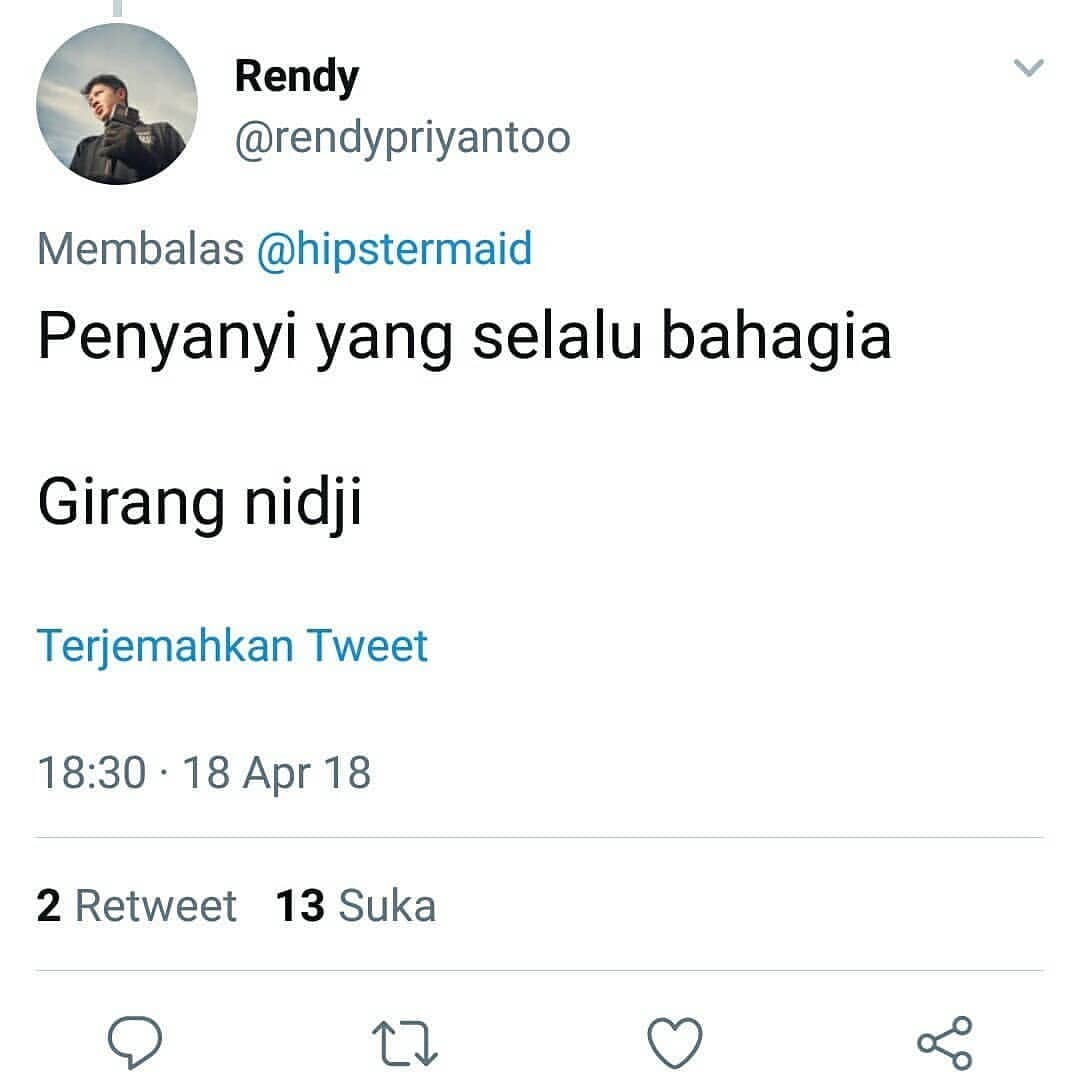 Rendy
@rendypriyantoo
Membalas @hipstermaid
Penyanyi yang selalu bahagia
Girang nidji
Terjemahkan Tweet
18:30 · 18 Apr 18
2 Retweet 13 Suka